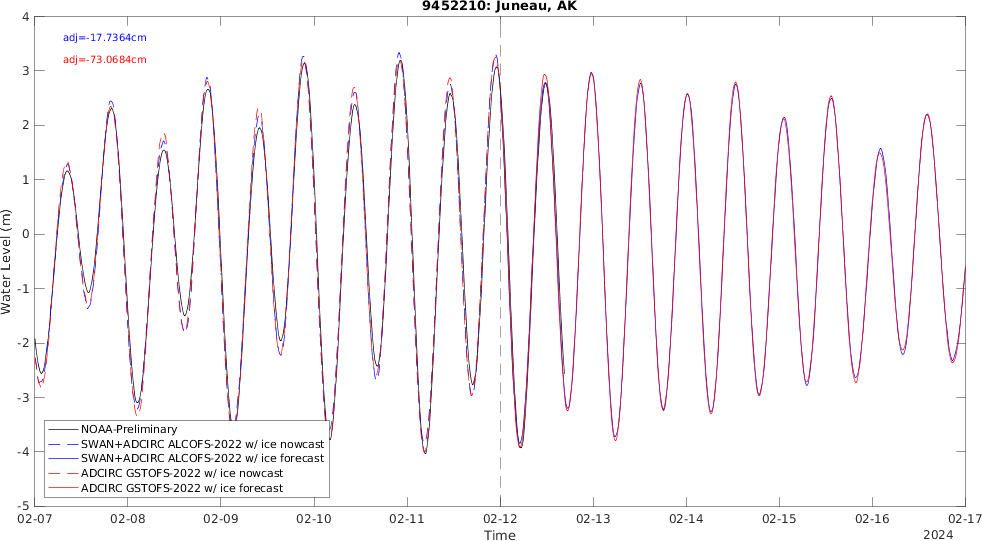 9452210: Juneau, AK
adj=-17.7364cm
adj=-73.0684cm
Water Level (m)
4
3
2
1
0
-1
-2
-3
-4
-5
NOAA-Preliminary
SWAN+ADCIRC ALCOFS-2022 w/ ice nowcast
SWAN+ADCIRC ALCOFS-2022 w/ ice forecast
ADCIRC GSTOFS-2022 w/ ice nowcast
ADCIRC GSTOFS-2022 w/ ice forecast
02-07 02-08 02-09 02-10 02-11 02-12 02-13 02-14 02-15 02-16 02-17
Time
2024